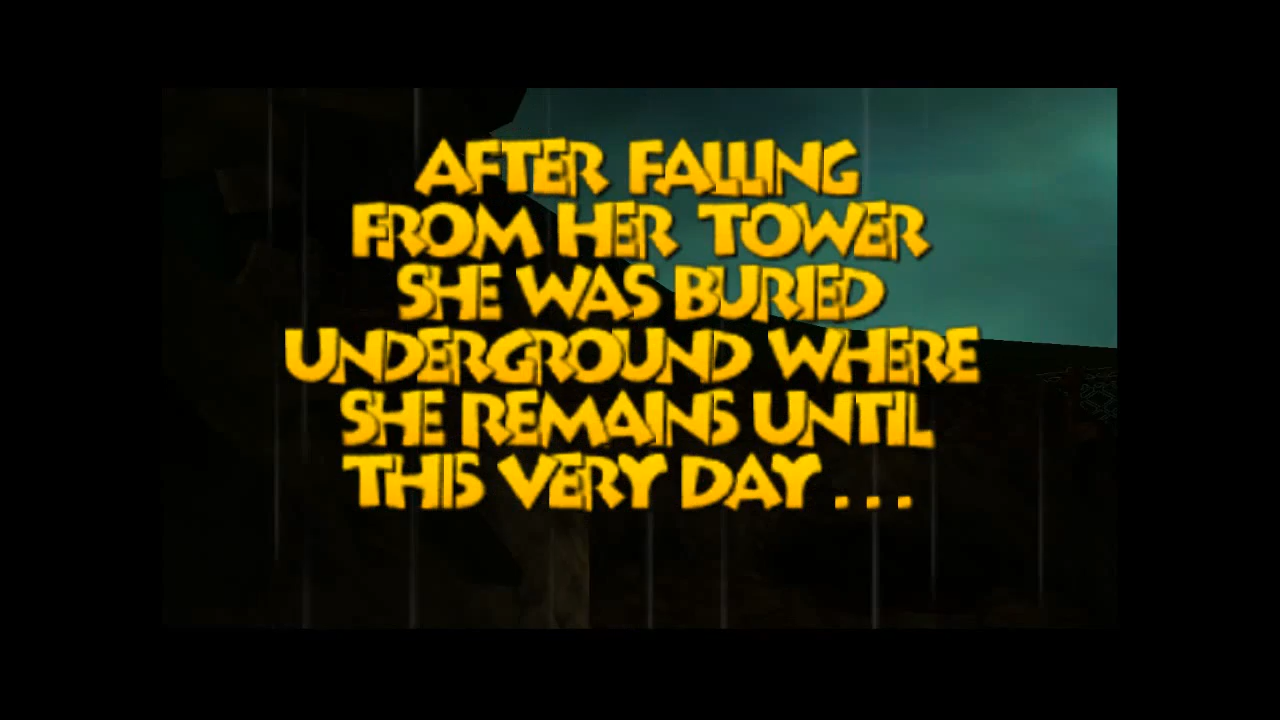 AFTER FALLING
FROM HER TOWER
SHE WAS BURIED
UNDERGROUND WHERE
SHE REMAINS UNTIL
THIS VERY DAY . . .